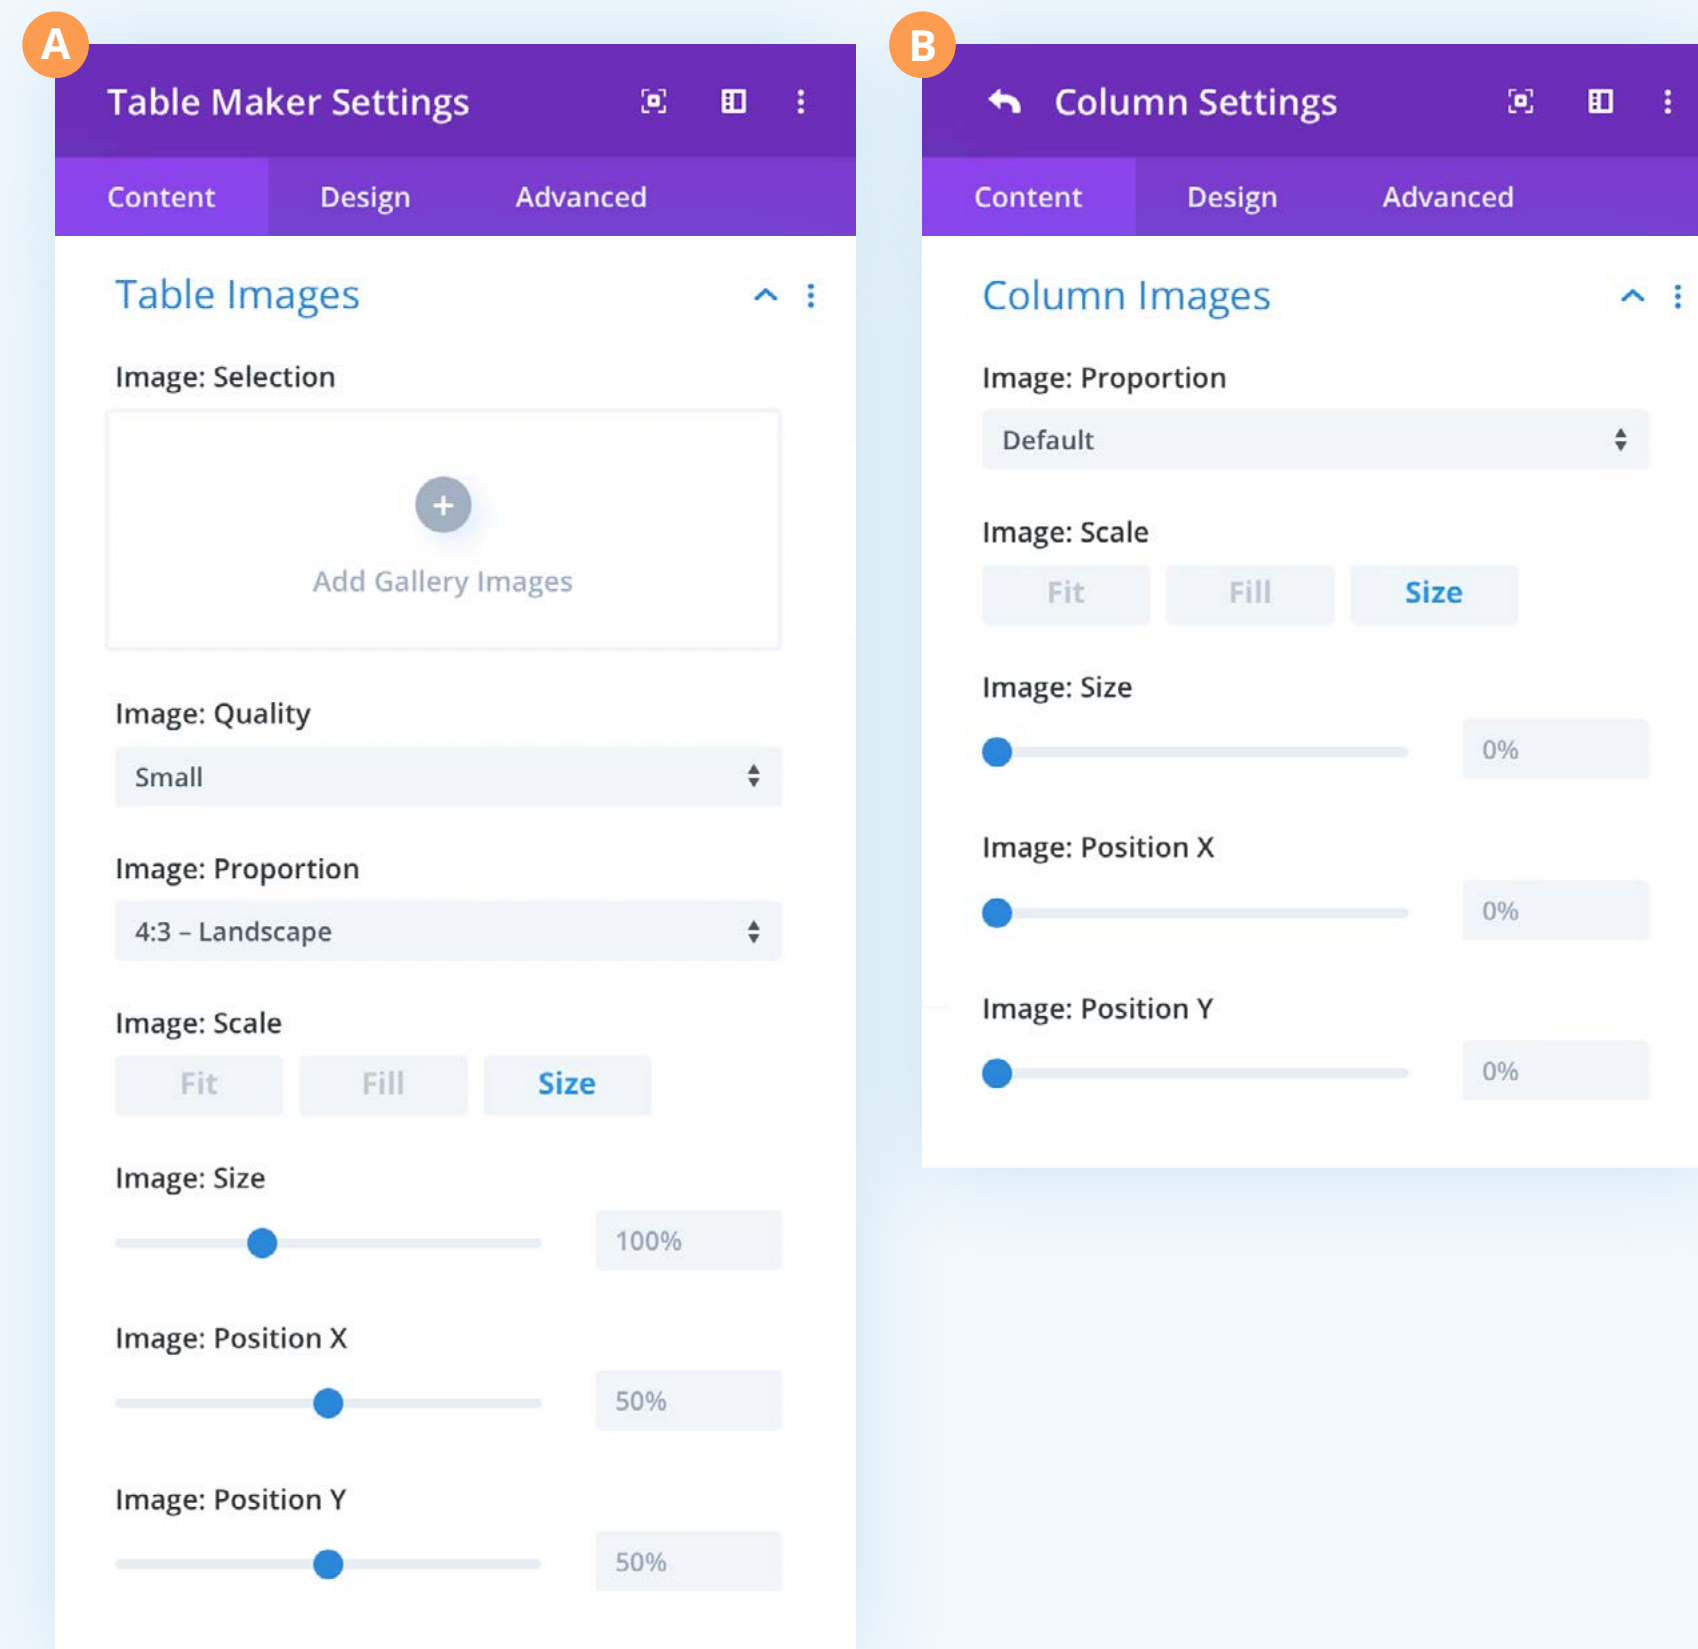 A
Table Maker Settings
Content Design Advanced
Table Images
Image: Selection
Add Gallery Images
Image: Quality
Small
Image: Proportion
4:3 – Landscape
Image: Scale
Fit Fill Size
Image: Size
100%
Image: Position X
50%
Image: Position Y
50%
B
Column Settings
Content Design Advanced
Column Images
Image: Proportion
Default
Image: Scale
Fit Fill Size
Image: Size
0%
Image: Position X
0%
Image: Position Y
0%